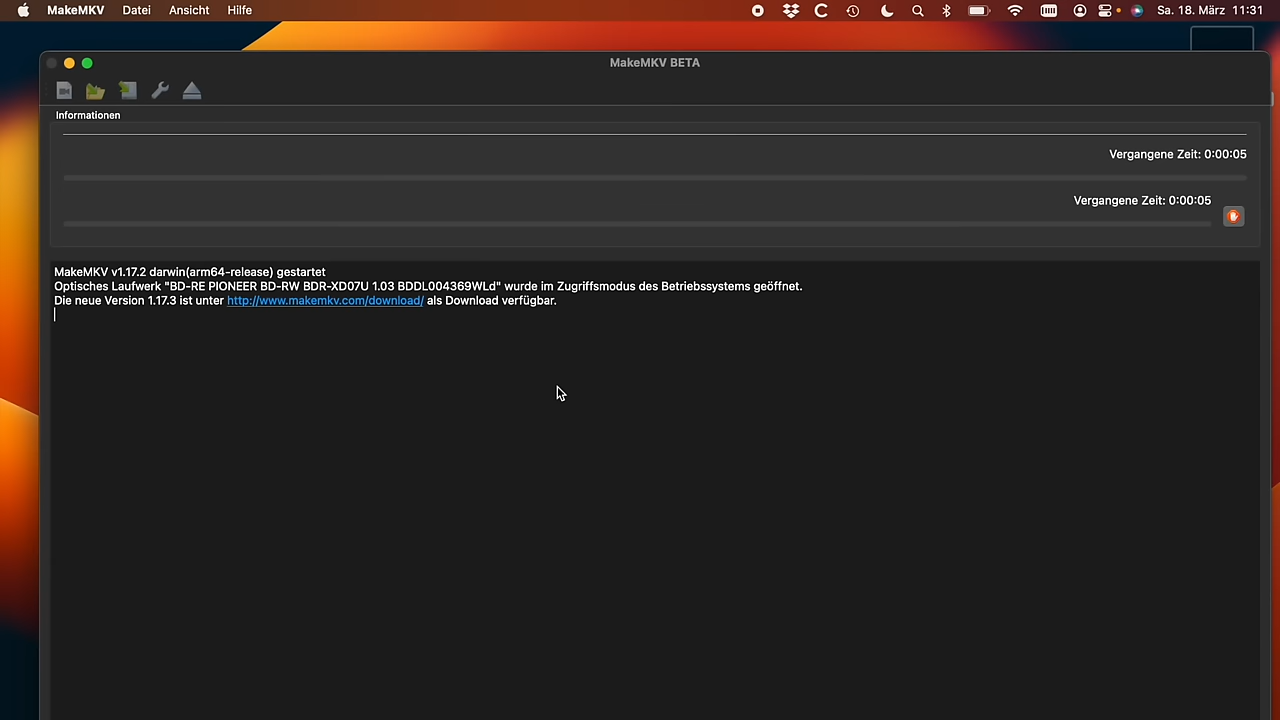 MakeMKV Datei Ansicht Hilfe Sa. 18. März 11:31
MakeMKV BETA
Informationen
Vergangene Zeit: 0:00:05
Vergangene Zeit: 0:00:05
MakeMKV v1.17.2 darwin(arm64-release) gestartet
Optisches Laufwerk "BD-RE PIONEER BD-RW BDR-XD07U 1.03 BDDL004369WLd" wurde im Zugriffsmodus des Betriebssystems geöffnet.
Die neue Version 1.17.3 ist unter http://www.makemkv.com/download/ als Download verfügbar.